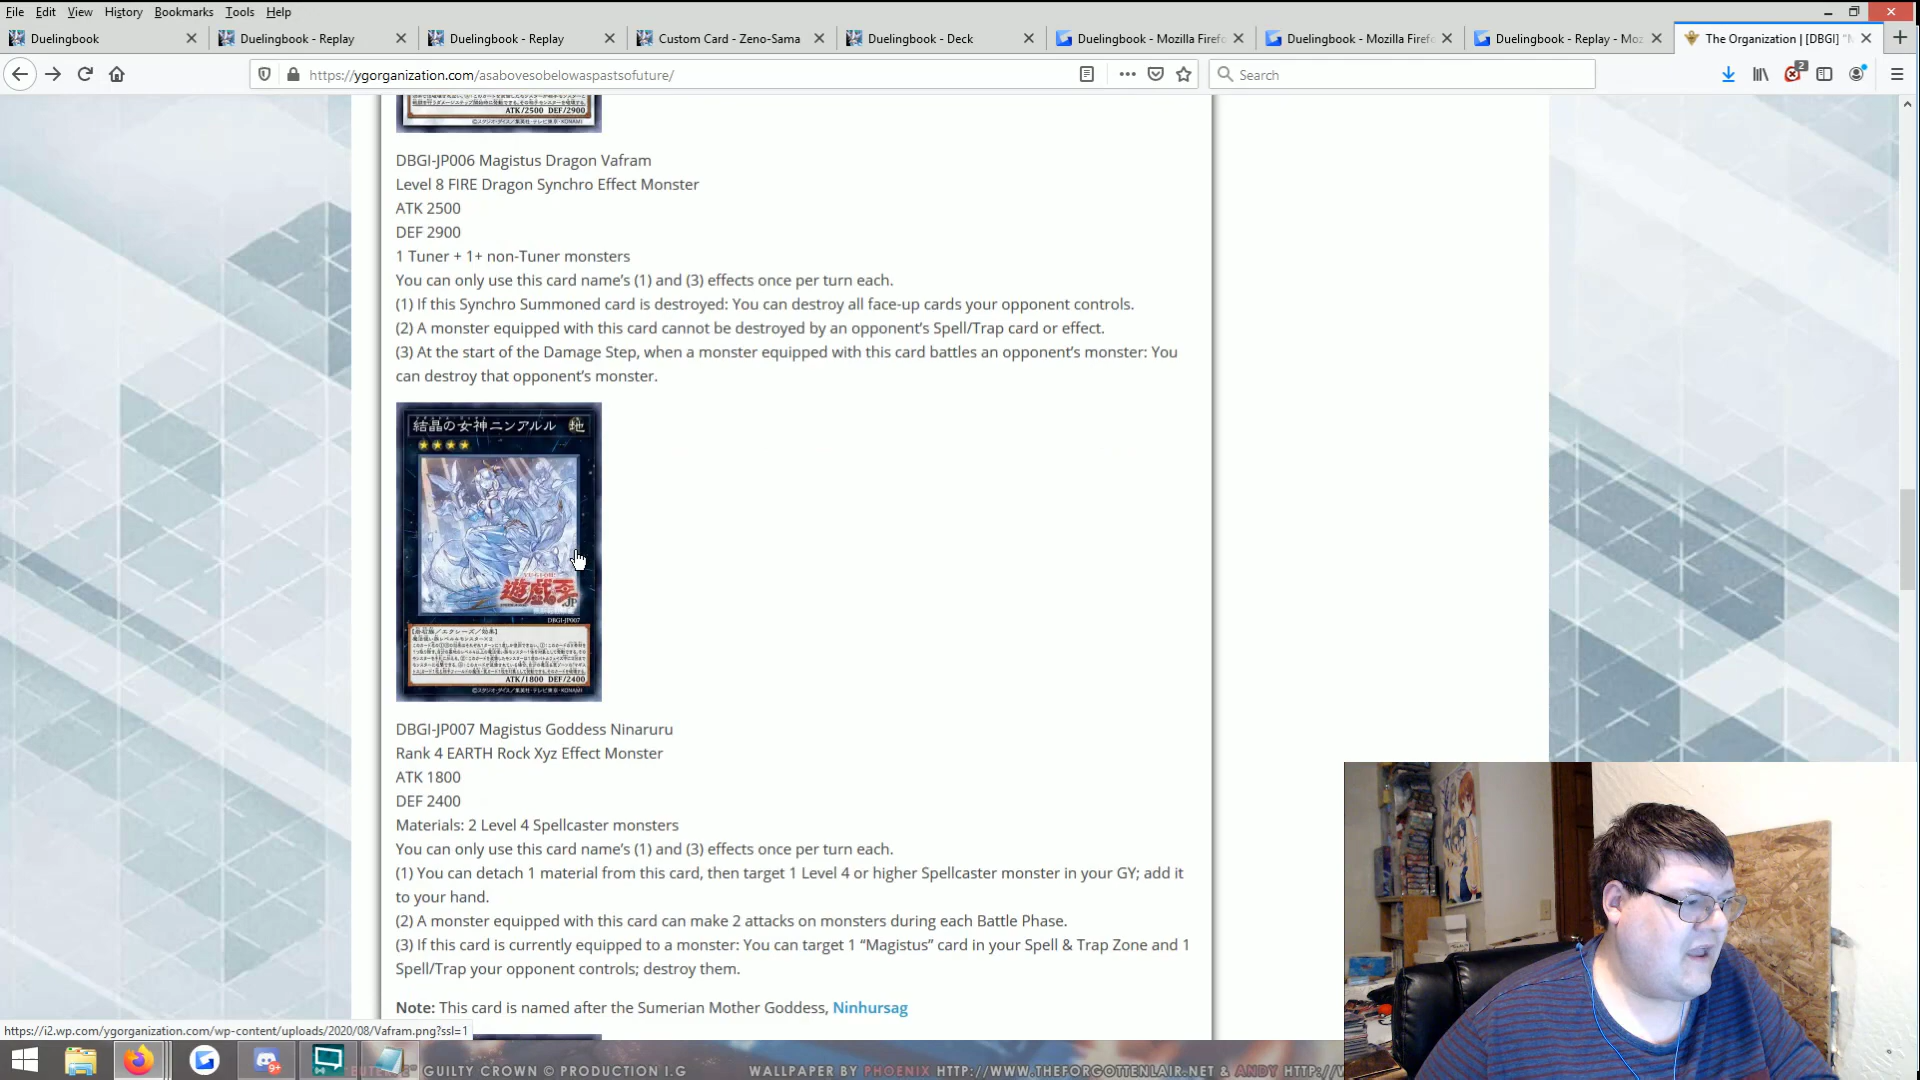 File Edit View History Bookmarks Tools Help
Duelingbook
Duelingbook - Replay
Duelingbook - Replay
Custom Card - Zeno-Sama
Duelingbook - Deck
Duelingbook - Mozilla Firef
Duelingbook - Mozilla Firef
Duelingbook - Replay - Moz
The Organization | [DBGI]
https://ygorganization.com/asabovesobelowaspastsofuture/
Search
2
ATK/2500 DEF/2900
DBGI-JP006 Magistus Dragon Vafram
Level 8 FIRE Dragon Synchro Effect Monster
ATK 2500
DEF 2900
1 Tuner + 1+ non-Tuner monsters
You can only use this card name’s (1) and (3) effects once per turn each.
(1) If this Synchro Summoned card is destroyed: You can destroy all face-up cards your opponent controls.
(2) A monster equipped with this card cannot be destroyed by an opponent’s Spell/Trap card or effect.
(3) At the start of the Damage Step, when a monster equipped with this card battles an opponent’s monster: You
can destroy that opponent’s monster.
結晶の女神ニンアルル 地
遊戯王
JP
DBGI-JP007
ATK/1800 DEF/2400
DBGI-JP007 Magistus Goddess Ninaruru
Rank 4 EARTH Rock Xyz Effect Monster
ATK 1800
DEF 2400
Materials: 2 Level 4 Spellcaster monsters
You can only use this card name’s (1) and (3) effects once per turn each.
(1) You can detach 1 material from this card, then target 1 Level 4 or higher Spellcaster monster in your GY; add it
to your hand.
(2) A monster equipped with this card can make 2 attacks on monsters during each Battle Phase.
(3) If this card is currently equipped to a monster: You can target 1 “Magistus” card in your Spell & Trap Zone and 1
Spell/Trap your opponent controls; destroy them.
Note: This card is named after the Sumerian Mother Goddess, Ninhursag
https://i2.wp.com/ygorganization.com/wp-content/uploads/2020/08/Vafram.png?ssl=1
GUILTY CROWN © PRODUCTION I.G WALLPAPER BY PHOENIX HTTP://WWW.THEFORGOTTENLAIR.NET & ANDY HTTP://